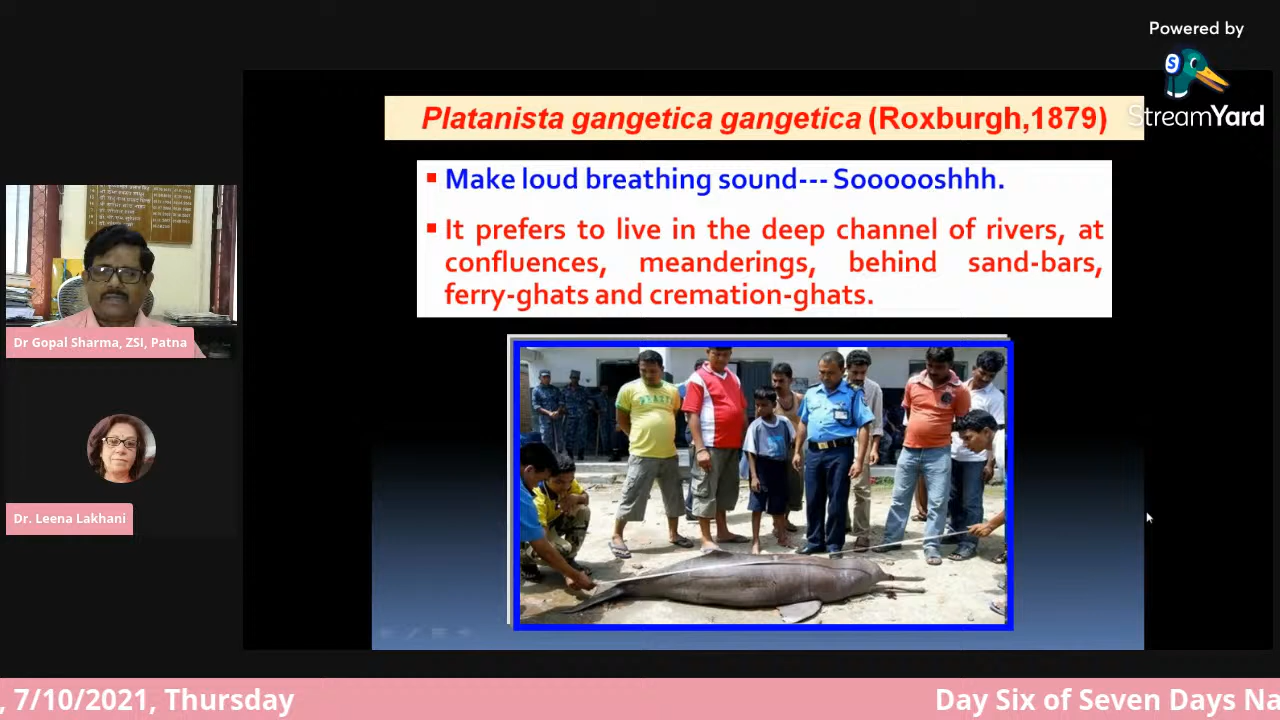 Powered by
S
StreamYard
Platanista gangetica gangetica (Roxburgh,1879)
Make loud breathing sound--- Soooooshhh.
It prefers to live in the deep channel of rivers, at
confluences, meanderings, behind sand-bars,
ferry-ghats and cremation-ghats.
Dr Gopal Sharma, ZSI, Patna
Dr. Leena Lakhani
, 7/10/2021, Thursday
Day Six of Seven Days Na